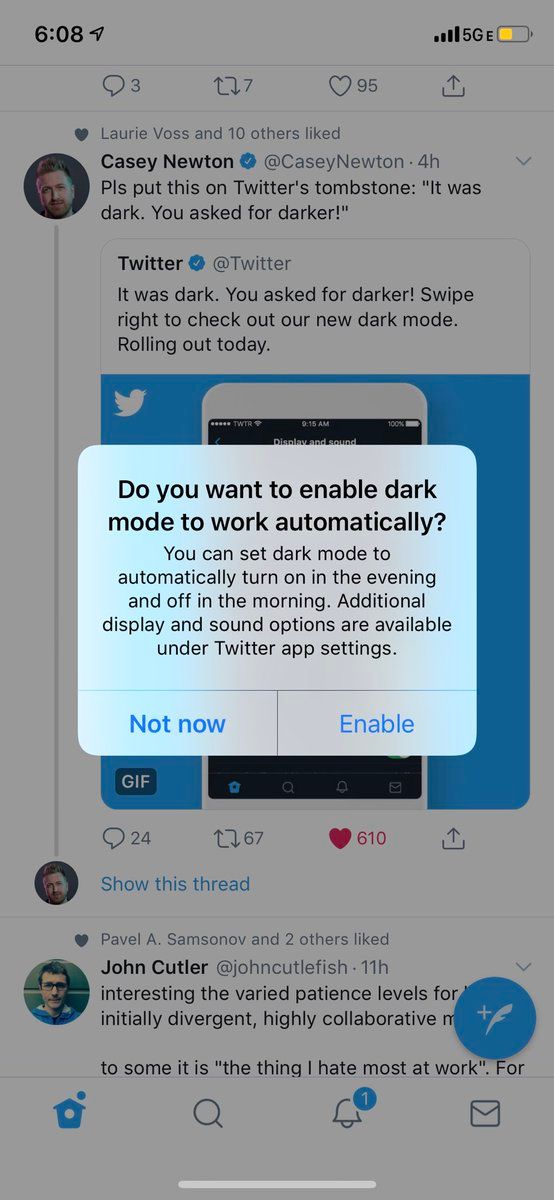 6:08
5GE
3
7
95
Laurie Voss and 10 others liked
Casey Newton @CaseyNewton · 4h
Pls put this on Twitter's tombstone: "It was
dark. You asked for darker!"
Twitter @Twitter
It was dark. You asked for darker! Swipe
right to check out our new dark mode.
Rolling out today.
TWTR
9:15 AM
100%
Display and sound
Do you want to enable dark
mode to work automatically?
You can set dark mode to
automatically turn on in the evening
and off in the morning. Additional
display and sound options are available
under Twitter app settings.
Not now
Enable
GIF
24
67
610
Show this thread
Pavel A. Samsonov and 2 others liked
John Cutler @johncutlefish · 11h
interesting the varied patience levels for
initially divergent, highly collaborative
to some it is "the thing I hate most at work". For
1